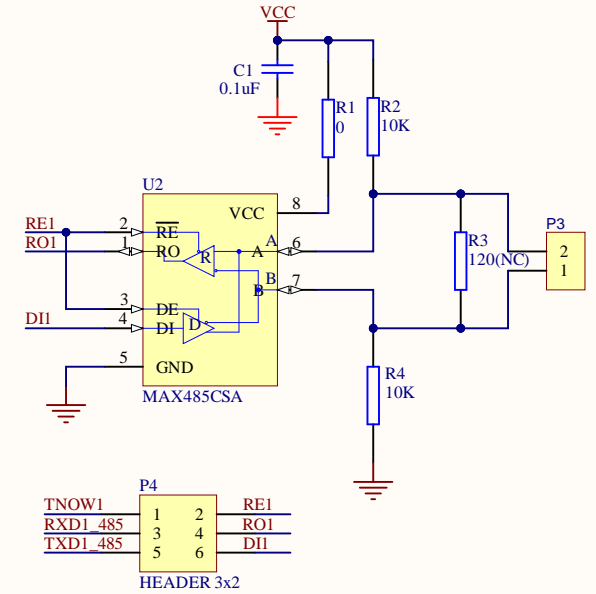 VCC
C1
0.1uF
R1
0
R2
10K
U2
8
VCC
RE1
2
RE
A
6
RO1
1
RO
R
A
R3
120(NC)
P3
2
1
B
7
B
3
DE
DI1
4
DI
D
5
GND
MAX485CSA
R4
10K
P4
TNOW1
1
2
RE1
RXD1_485
3
4
RO1
TXD1_485
5
6
DI1
HEADER 3x2